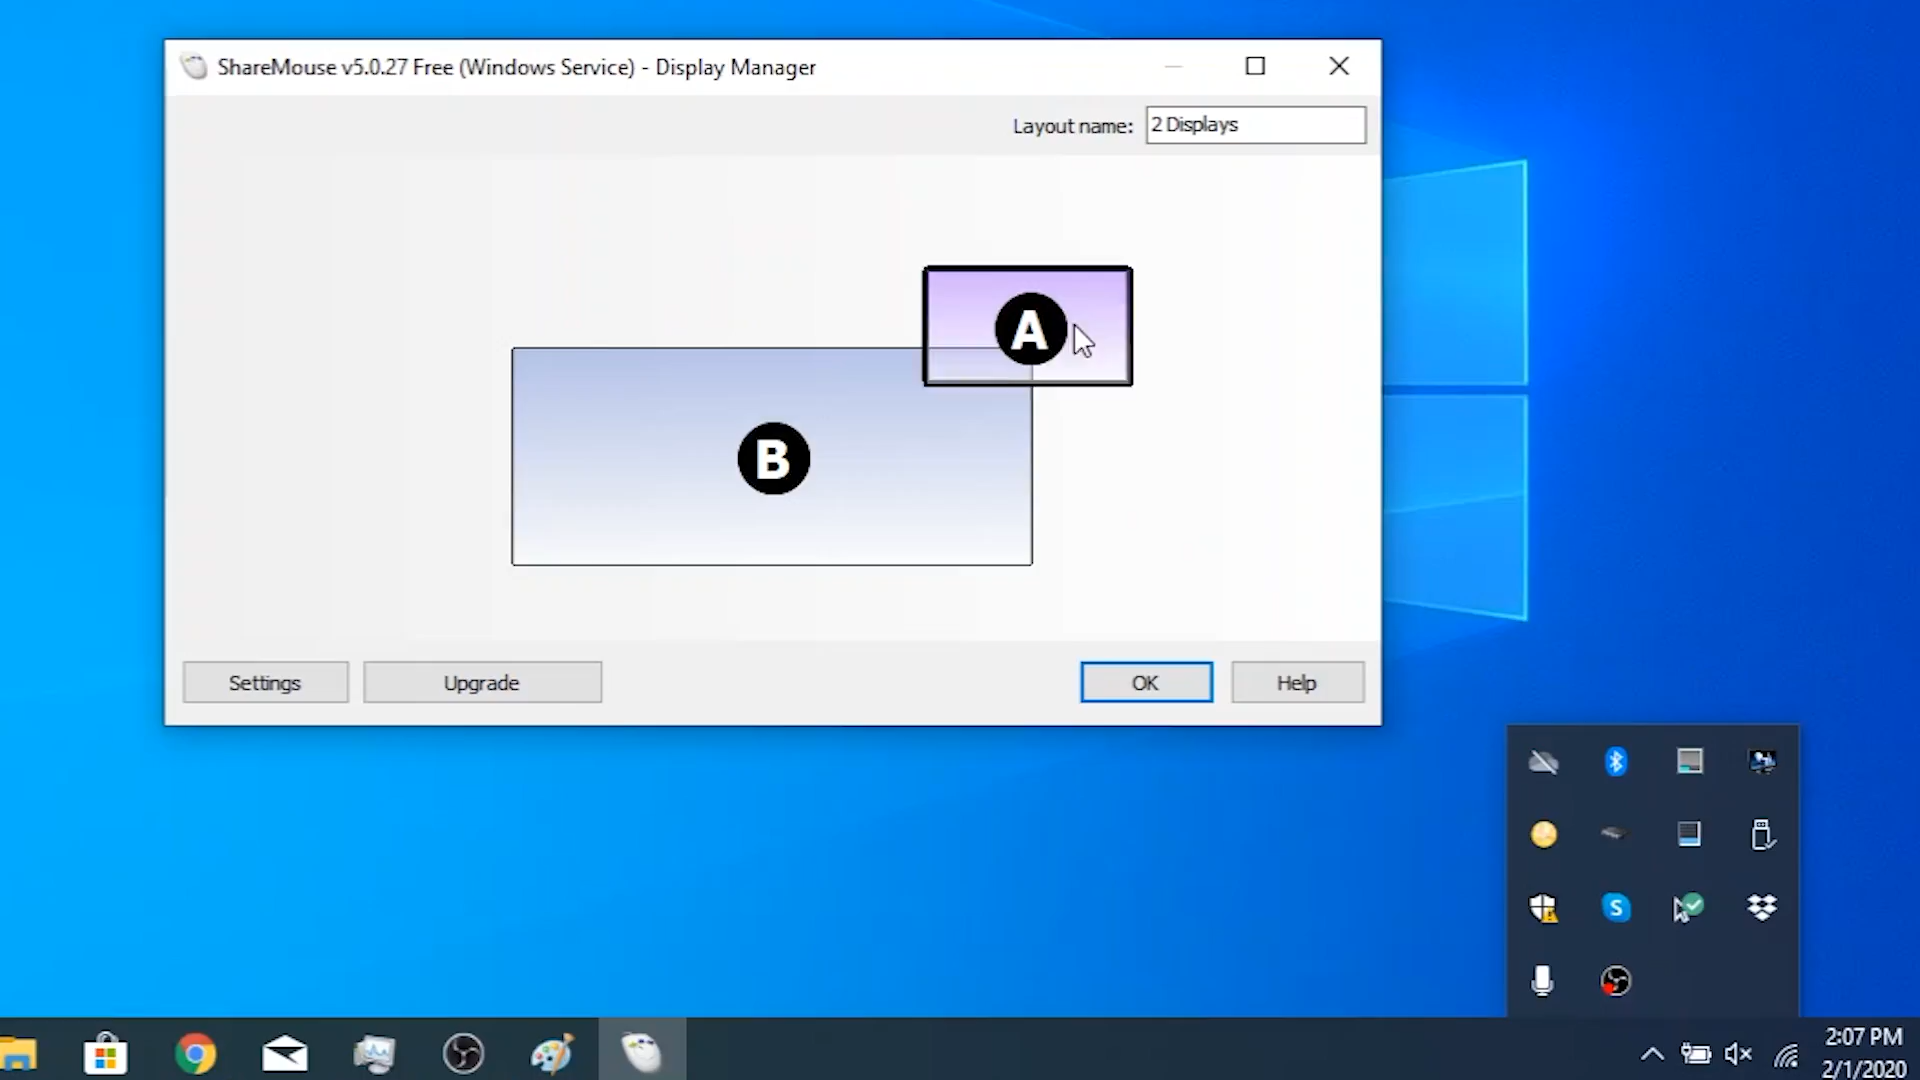 ShareMouse v5.0.27 Free (Windows Service) - Display Manager
Layout name: 2 Displays
A
B
Settings Upgrade OK Help
S
2:07 PM
2/1/2020